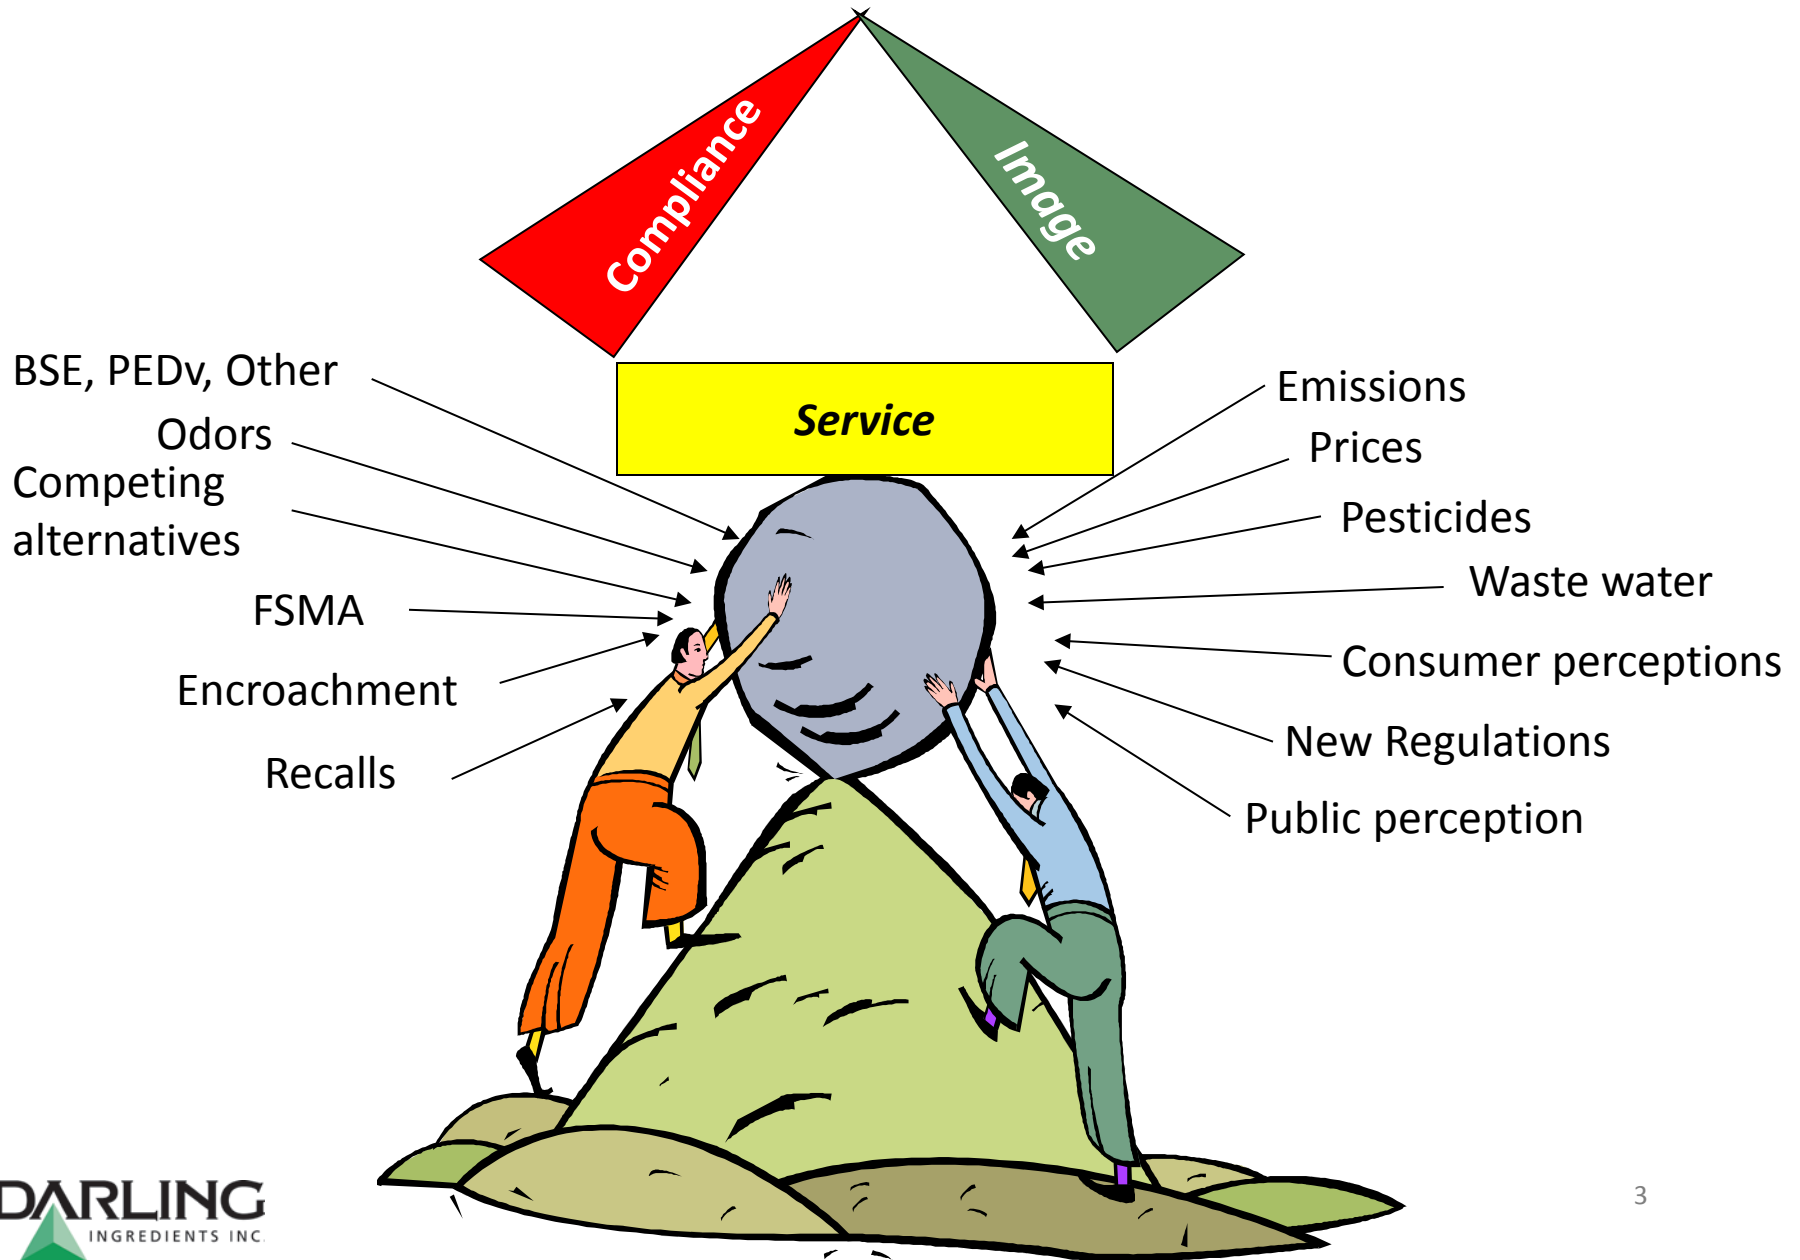 Compliance
Image
Service
BSE, PEDv, Other
Odors
Competing
alternatives
FSMA
Encroachment
Recalls
Emissions
Prices
Pesticides
Waste water
Consumer perceptions
New Regulations
Public perception
DARLING
INGREDIENTS INC.
3